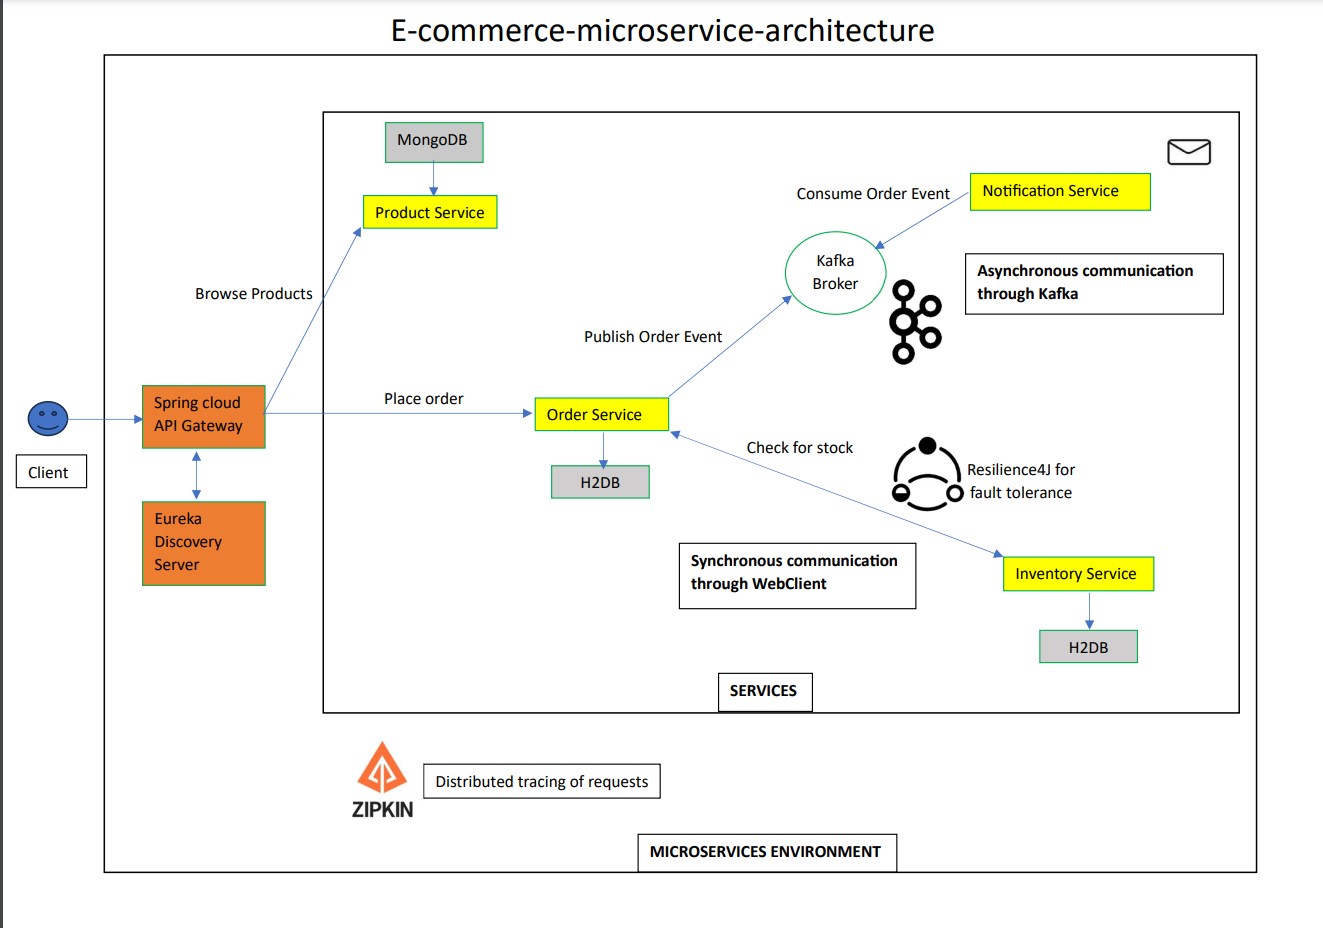 E-commerce-microservice-architecture
MongoDB
Product Service
Consume Order Event
Notification Service
Kafka
Broker
Asynchronous communication
through Kafka
Browse Products
Publish Order Event
Spring cloud
API Gateway
Place order
Order Service
Client
Check for stock
Resilience4J for
fault tolerance
H2DB
Eureka
Discovery
Server
Synchronous communication
through WebClient
Inventory Service
H2DB
SERVICES
ZIPKIN
Distributed tracing of requests
MICROSERVICES ENVIRONMENT